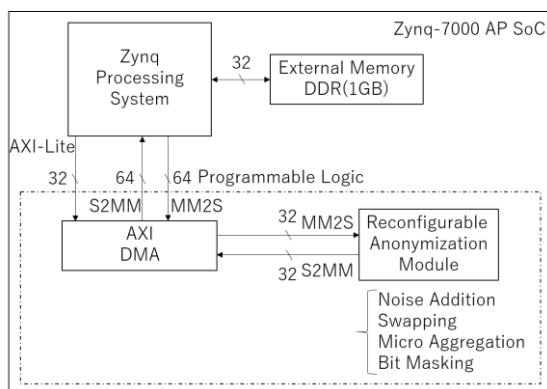 Zynq-7000 AP SoC
Zynq
Processing
System
32
External Memory
DDR(1GB)
AXI-Lite
32
64
64
Programmable Logic
S2MM
MM2S
AXI
DMA
32
MM2S
32
S2MM
Reconfigurable
Anonymization
Module
Noise Addition
Swapping
Micro Aggregation
Bit Masking